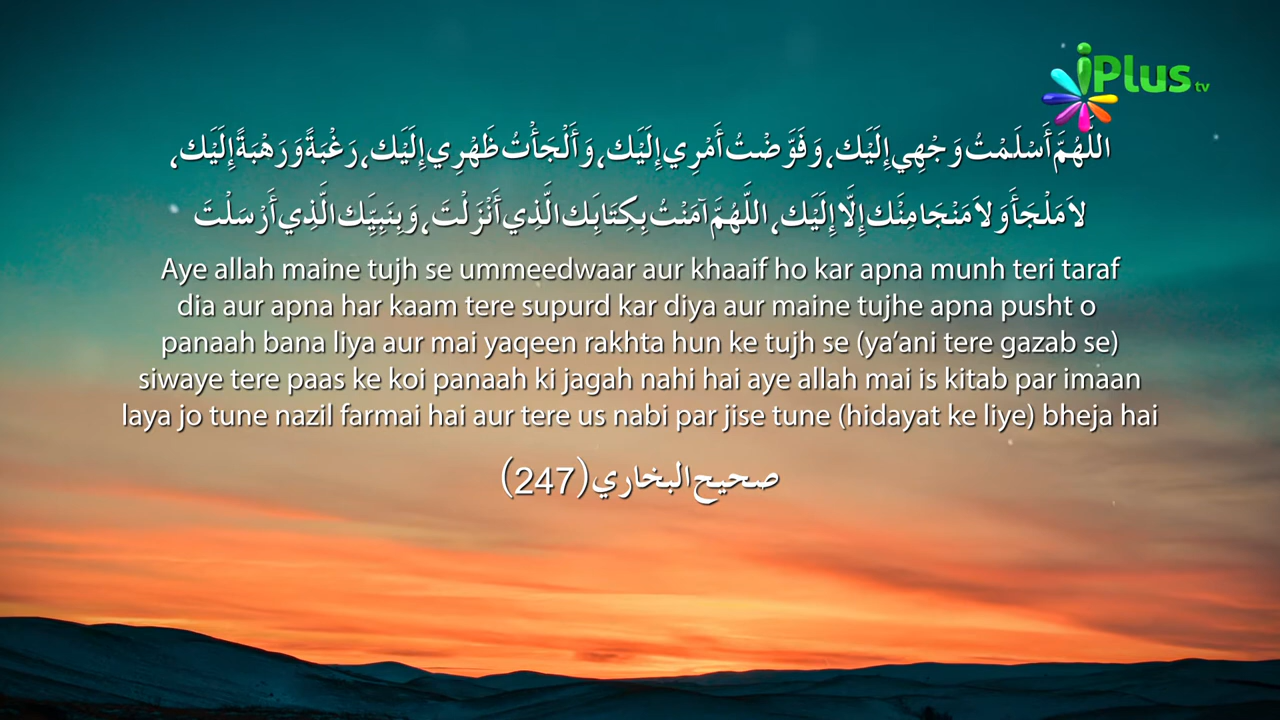 iPlus tv
اللَّهُمَّ أَسْلَمْتُ وَجْهِي إِلَيْكَ، وَفَوَّضْتُ أَمْرِي إِلَيْكَ، وَأَلْجَأْتُ ظَهْرِي إِلَيْكَ، رَغْبَةً وَرَهْبَةً إِلَيْكَ،
لاَ مَلْجَأَ وَلاَ مَنْجَا مِنْكَ إِلَّا إِلَيْكَ، اللَّهُمَّ آمَنْتُ بِكِتَابِكَ الَّذِي أَنْزَلْتَ، وَبِنَبِيِّكَ الَّذِي أَرْسَلْتَ
Aye allah maine tujh se ummeedwaar aur khaaif ho kar apna munh teri taraf
dia aur apna har kaam tere supurd kar diya aur maine tujhe apna pusht o
panaah bana liya aur mai yaqeen rakhta hun ke tujh se (ya’ani tere gazab se)
siwaye tere paas ke koi panaah ki jagah nahi hai aye allah mai is kitab par imaan
laya jo tune nazil farmai hai aur tere us nabi par jise tune (hidayat ke liye) bheja hai
صحيح البخاري (247)